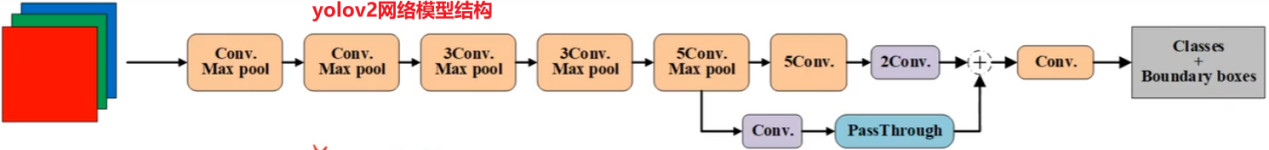 yolov2网络模型结构
Conv.
Max pool
Conv.
Max pool
3Conv.
Max pool
3Conv.
Max pool
5Conv.
Max pool
5Conv.
2Conv.
+
Conv.
Classes
+
Boundary boxes
Conv.
PassThrough